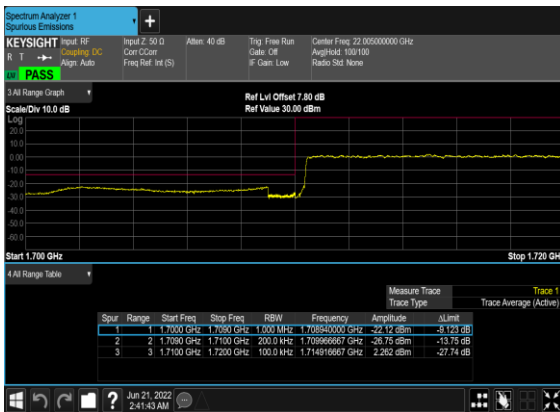 Spectrum Analyzer 1
Spurious Emissions
KEYSIGHT
R T
LV PASS
Input: RF
Coupling: DC
Align: Auto
Input Z: 50 Ω
Corr CCorr
Freq Ref: Int (S)
Atten: 40 dB
Trig: Free Run
Gate: Off
IF Gain: Low
Center Freq: 22.005000000 GHz
Avg|Hold: 100/100
Radio Std: None
3 All Range Graph
Scale/Div 10.0 dB
Ref Lvl Offset 7.80 dB
Ref Value 30.00 dBm
Log
20.0
10.0
0.00
-10.0
-20.0
-30.0
-40.0
-50.0
-60.0
Start 1.700 GHz
Stop 1.720 GH
4 All Range Table
Measure Trace Trace 1
Trace Type Trace Average (Active)
Spur Range Start Freq Stop Freq RBW Frequency Amplitude ΔLimit
1 1 1.7000 GHz 1.7090 GHz 1.000 MHz 1.708940000 GHz -22.12 dBm -9.123 dB
2 2 1.7090 GHz 1.7100 GHz 200.0 kHz 1.709966667 GHz -26.75 dBm -13.75 dB
3 3 1.7100 GHz 1.7200 GHz 100.0 kHz 1.714916667 GHz 2.262 dBm -27.74 dB
Jun 21, 2022
2:41:43 AM